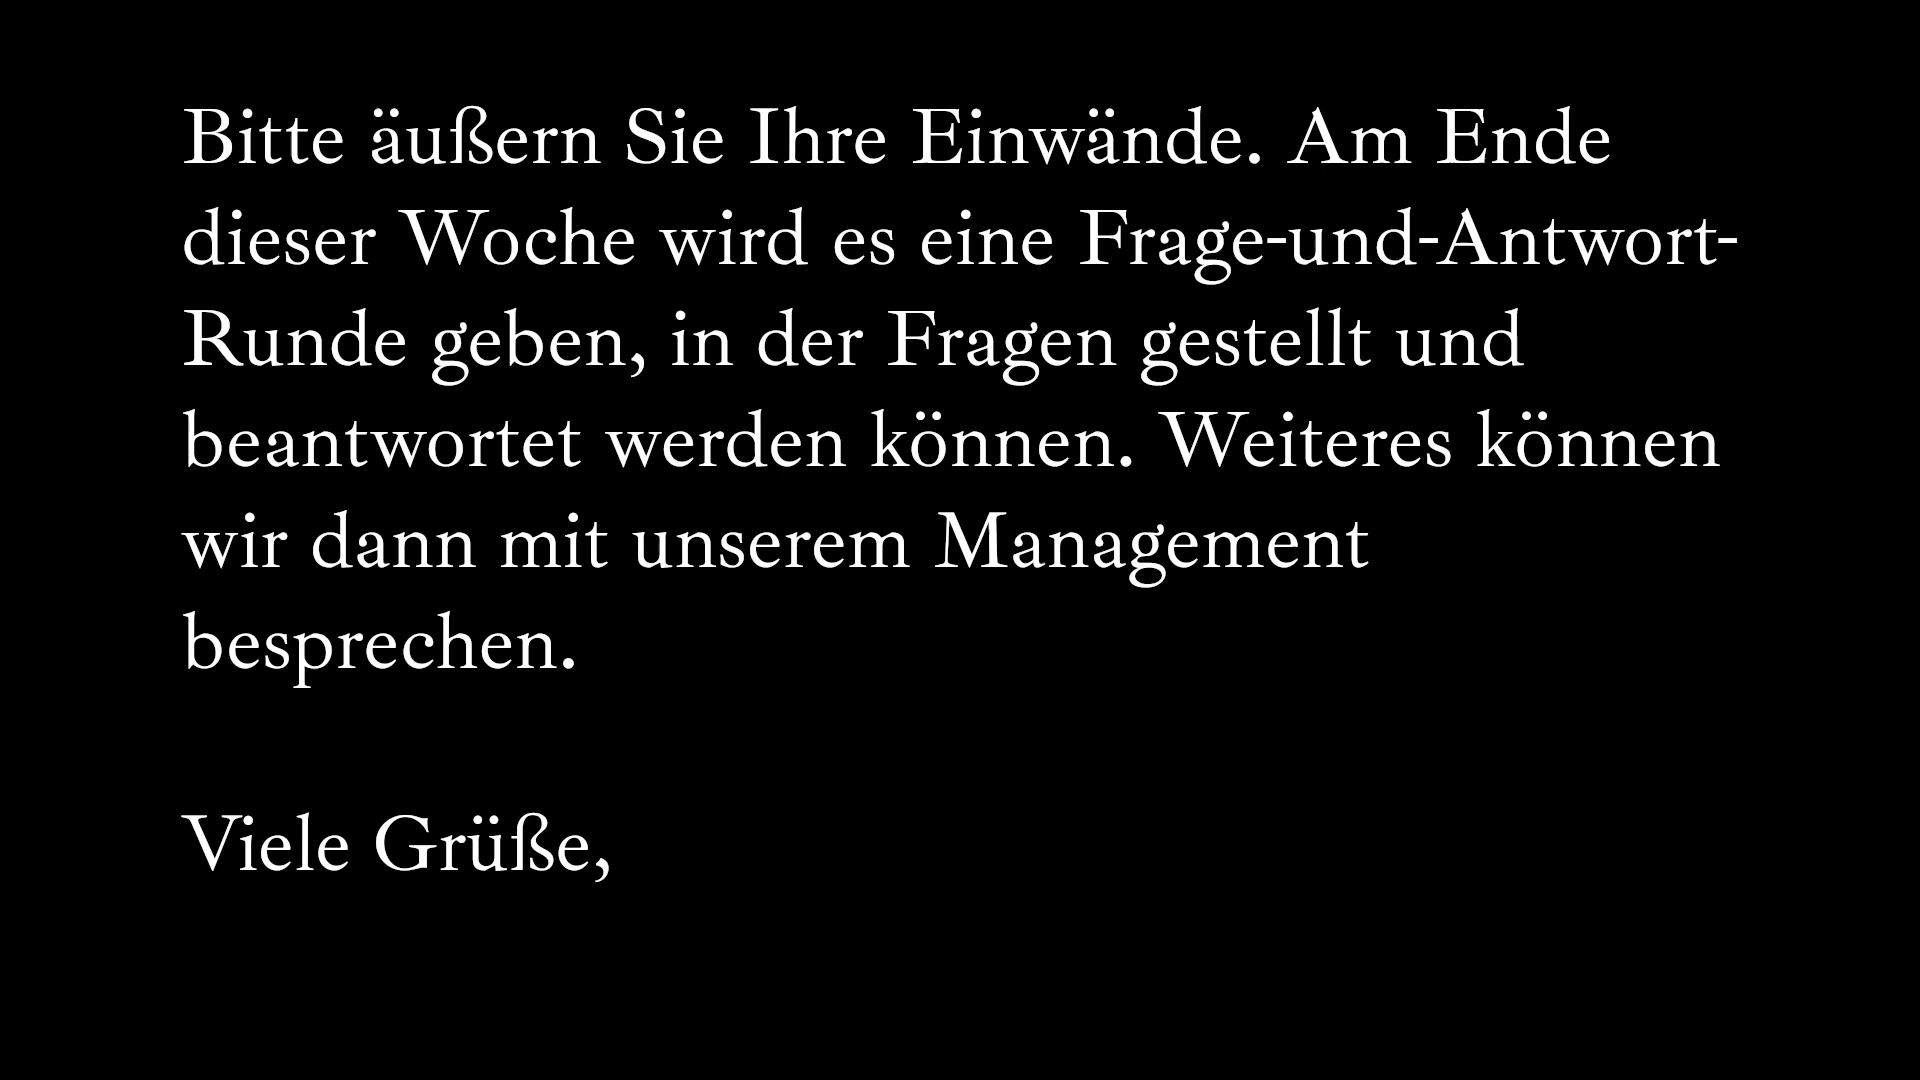 Bitte äußern Sie Ihre Einwände. Am Ende
dieser Woche wird es eine Frage-und-Antwort-
Runde geben, in der Fragen gestellt und
beantwortet werden können. Weiteres können
wir dann mit unserem Management
besprechen.

Viele Grüße,